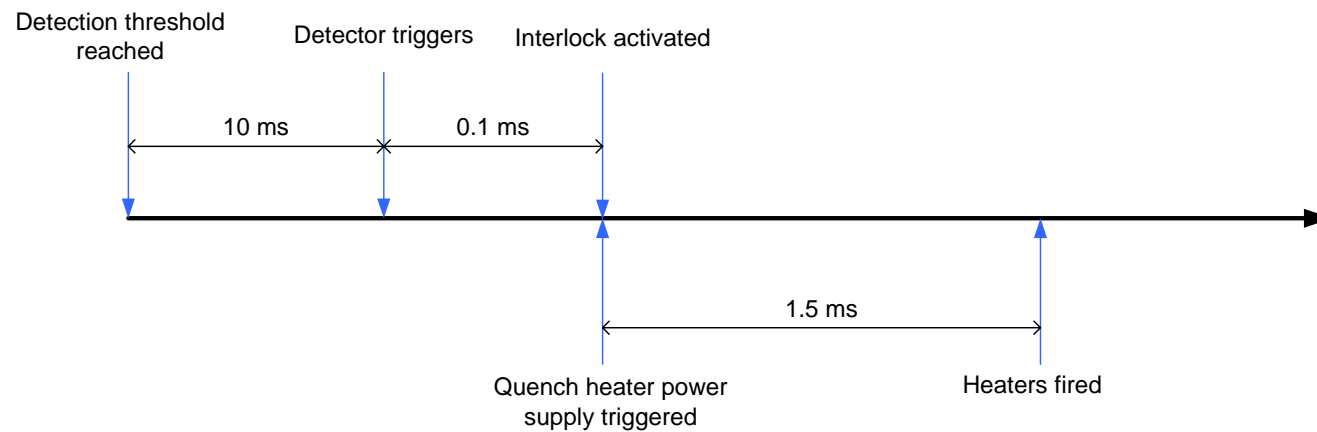 Detection threshold
reached
Detector triggers
Interlock activated
10 ms
0.1 ms
1.5 ms
Quench heater power
supply triggered
Heaters fired